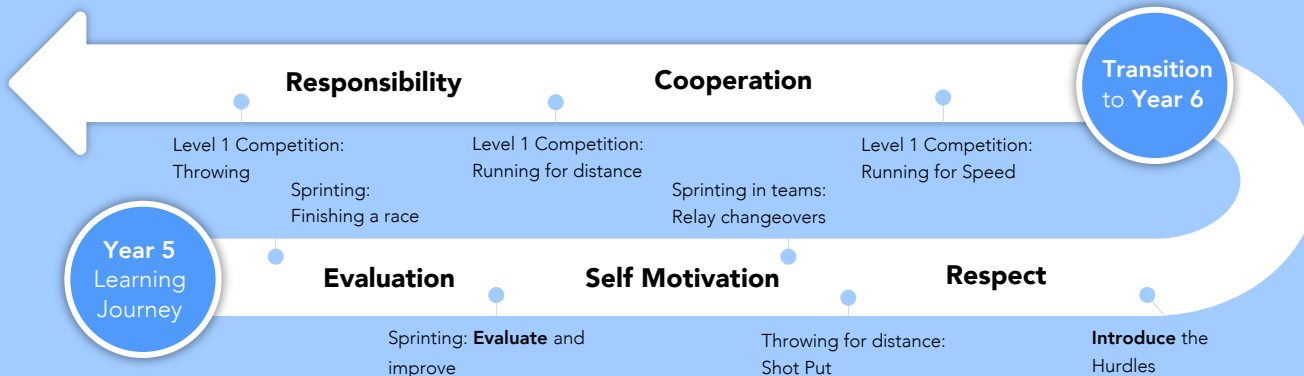 Responsibility
Cooperation
Transition
to Year 6
Level 1 Competition:
Throwing
Level 1 Competition:
Running for distance
Level 1 Competition:
Running for Speed
Sprinting:
Finishing a race
Sprinting in teams:
Relay changeovers
Year 5
Learning
Journey
Evaluation
Self Motivation
Respect
Sprinting: Evaluate and
improve
Throwing for distance:
Shot Put
Introduce the
Hurdles